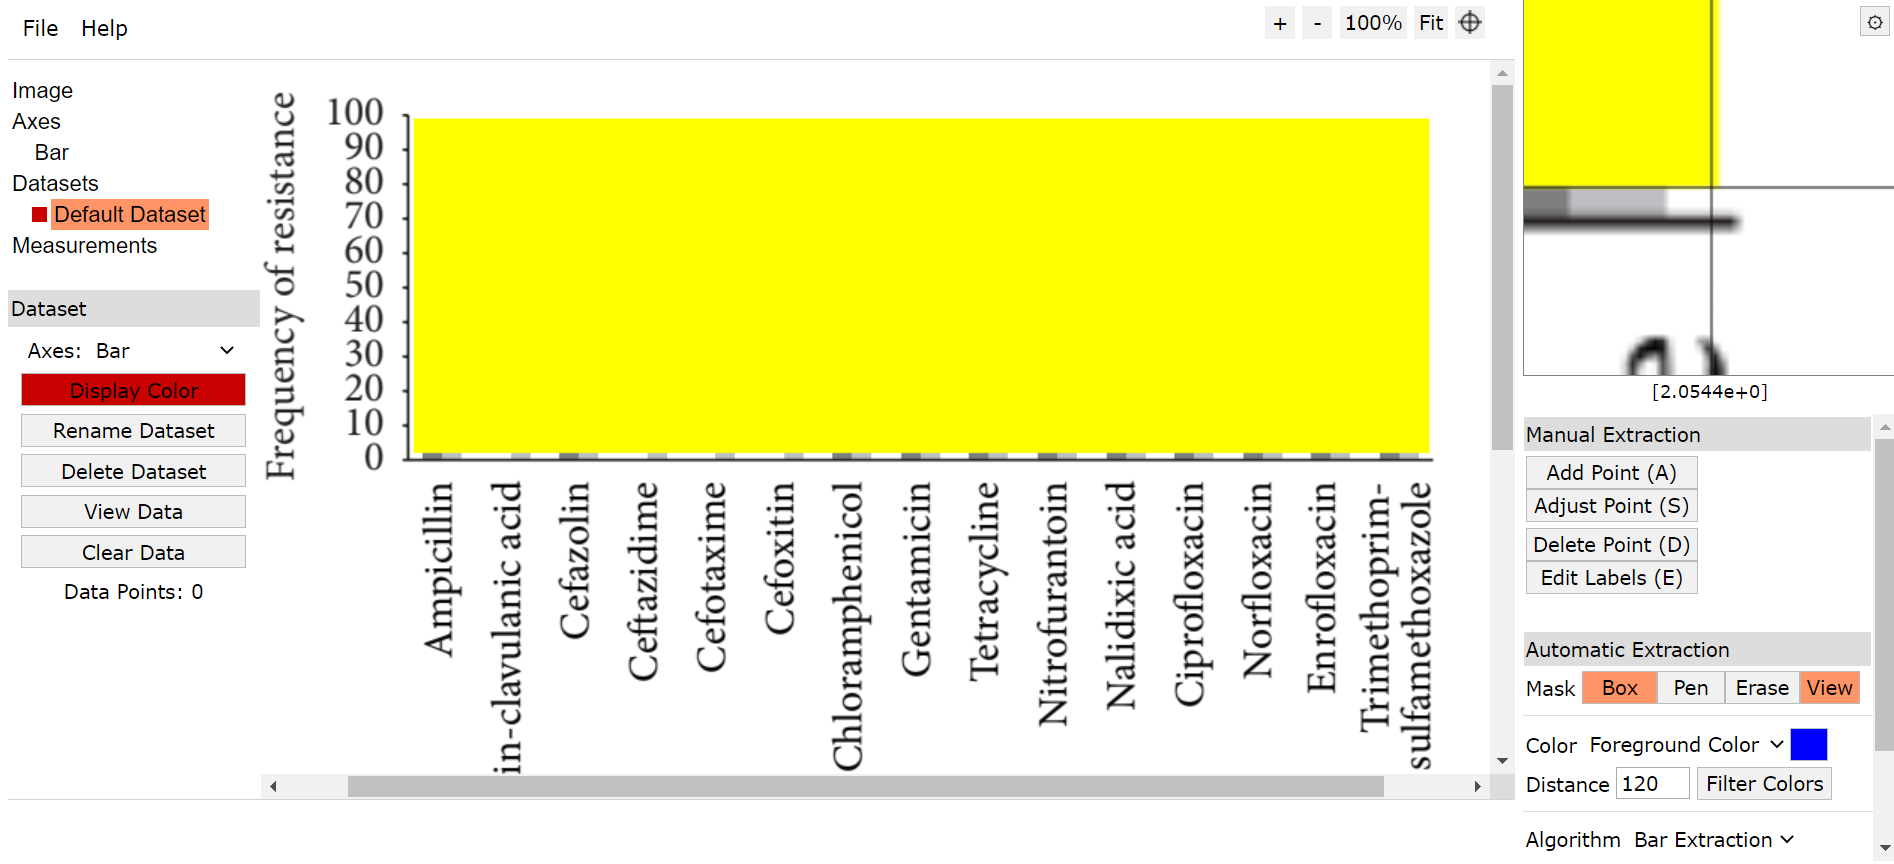 File Help
+ - 100% Fit
Image
Axes
Bar
Datasets
Default Dataset
Measurements
Dataset
Axes: Bar
Display Color
Rename Dataset
Delete Dataset
View Data
Clear Data
Data Points: 0
Frequency of resistance
100
90
80
70
60
50
40
30
20
10
0
Ampicillin
in-clavulanic acid
Cefazolin
Ceftazidime
Cefotaxime
Cefoxitin
Chloramphenicol
Gentamicin
Tetracycline
Nitrofurantoin
Nalidixic acid
Ciprofloxacin
Norfloxacin
Enrofloxacin
Trimethoprim-
sulfamethoxazole
[2.0544e+0]
Manual Extraction
Add Point (A)
Adjust Point (S)
Delete Point (D)
Edit Labels (E)
Automatic Extraction
Mask Box Pen Erase View
Color Foreground Color
Distance 120 Filter Colors
Algorithm Bar Extraction